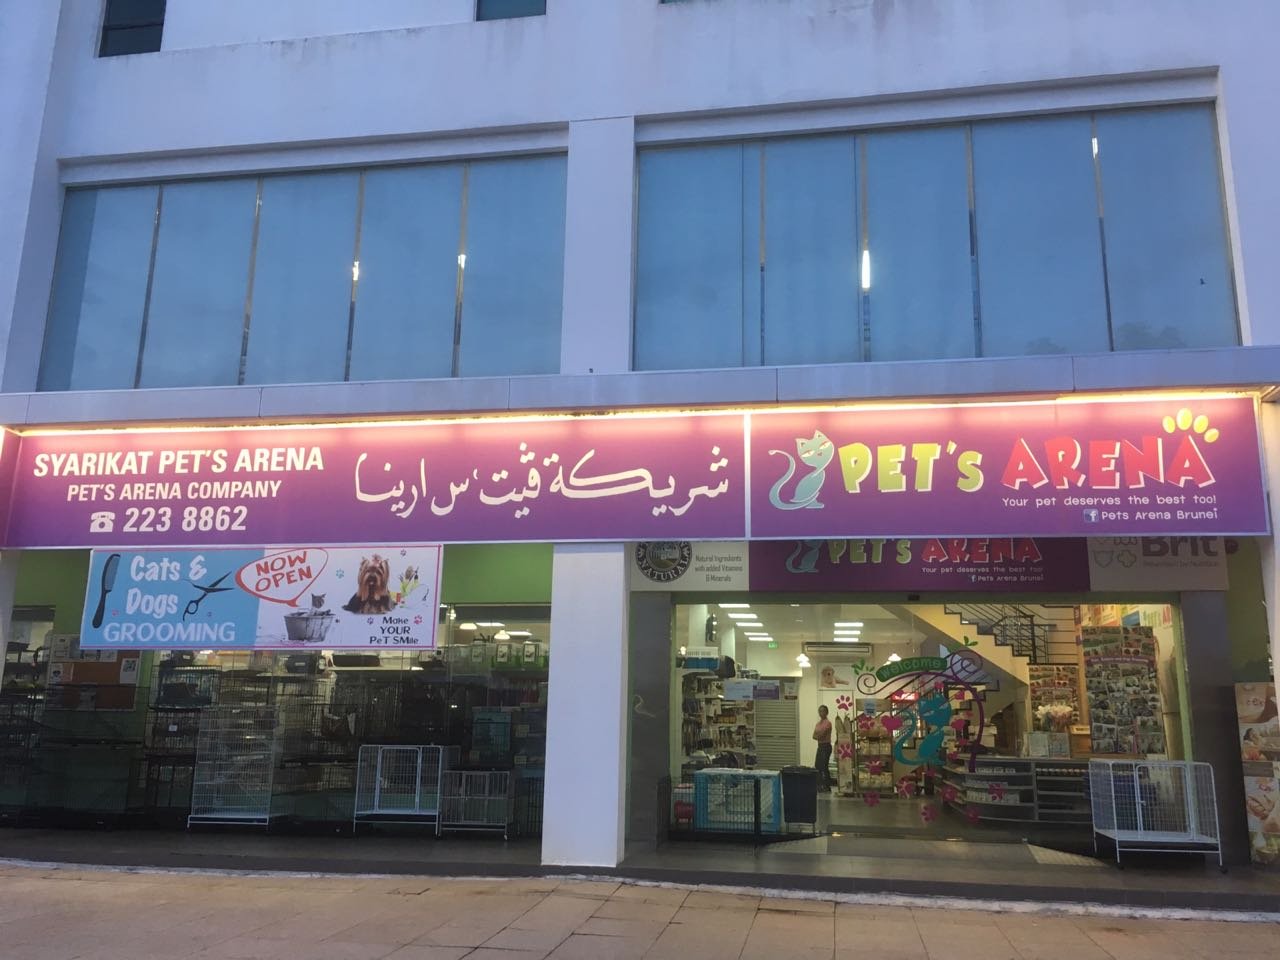 SYARIKAT PET'S ARENA
PET'S ARENA COMPANY
☎ 223 8862
شريكة ڤيت'س ارينا
PET's ARENA
Your pet deserves the best too!
Pets Arena Brunei
Cats &
Dogs
GROOMING
NOW
OPEN
Make
YOUR
PeT SMile
NATURAL
Natural Ingredients
with added Vitamins
& Minerals
PET'S ARENA
Your pet deserves the best too!
Pets Arena Brunei
Brit
Welcome